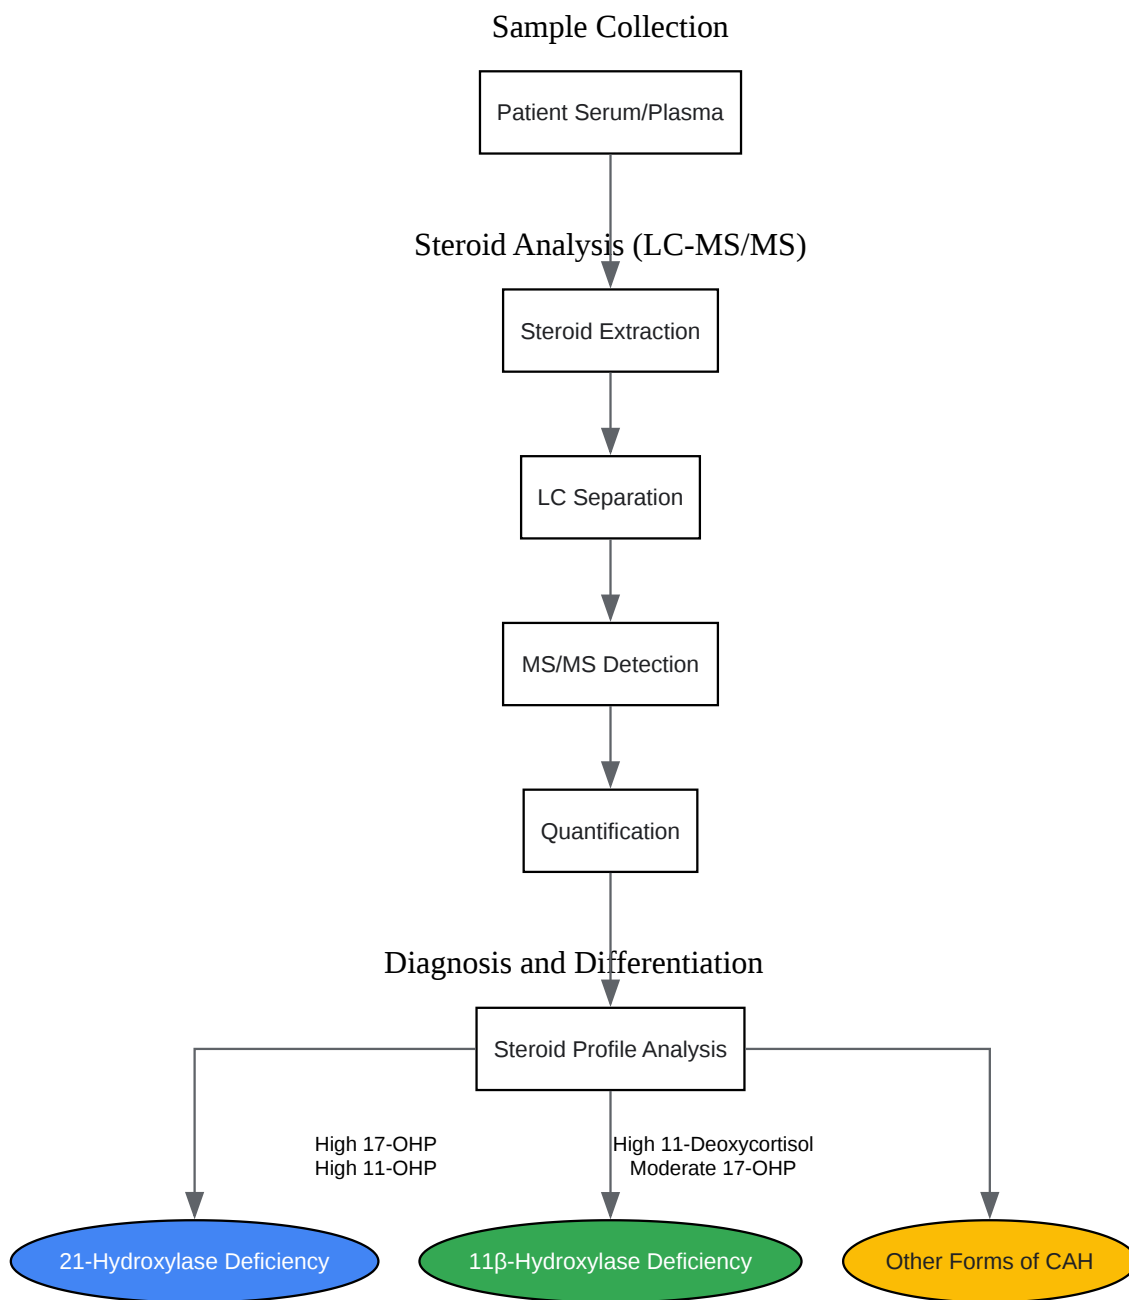 Sample Collection
Patient Serum/Plasma
Steroid Analysis (LC-MS/MS)
Steroid Extraction
LC Separation
MS/MS Detection
Quantification
Diagnosis and Differentiation
Steroid Profile Analysis
High 17-OHP
High 11-OHP
High 11-Deoxycortisol
Moderate 17-OHP
21-Hydroxylase Deficiency
11β-Hydroxylase Deficiency
Other Forms of CAH